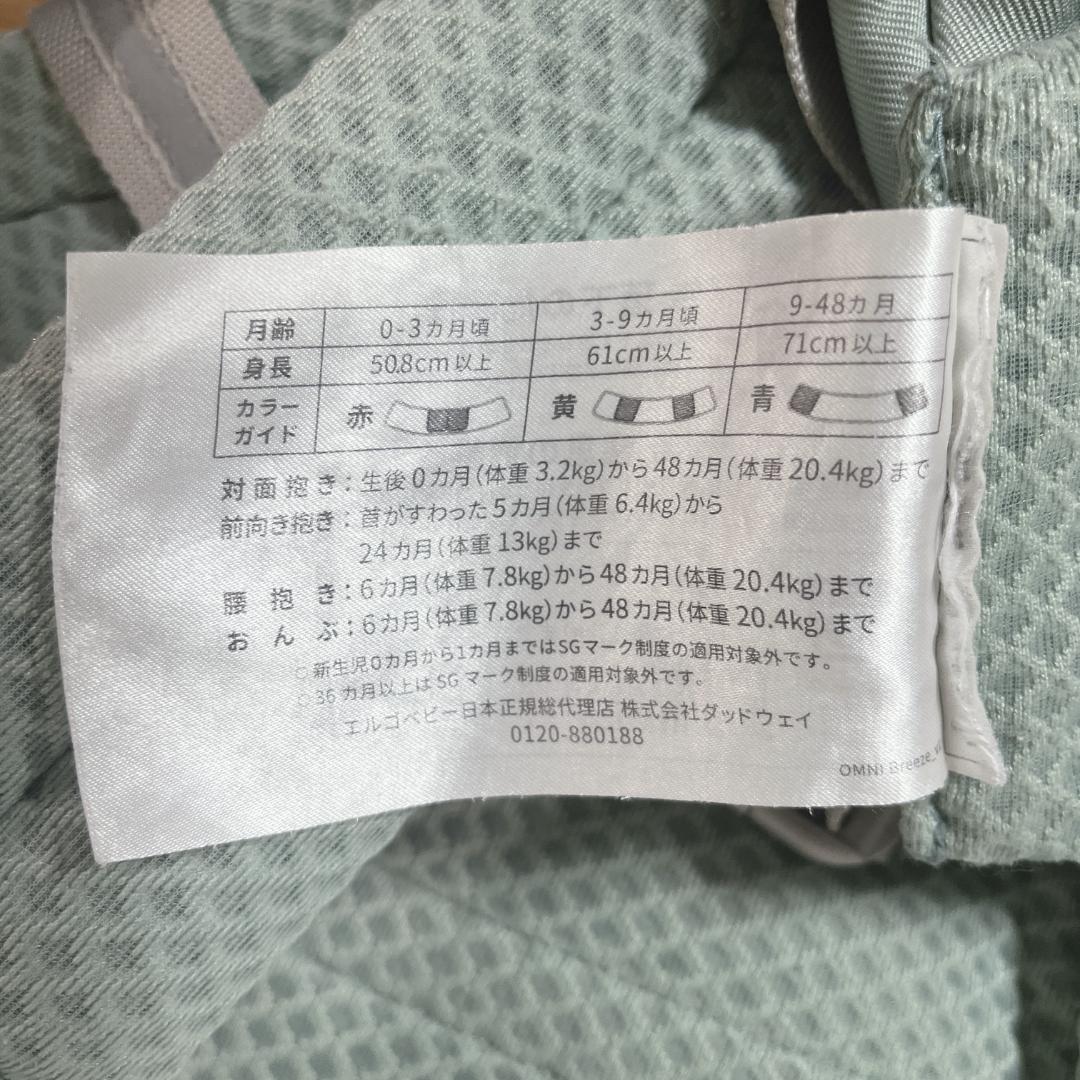 月齢 0-3カ月頃 3-9カ月頃 9-48カ月
身長 50.8cm以上 61cm以上 71cm以上
カラーガイド 赤 黄 青
対面抱き：生後0カ月(体重3.2kg)から48カ月(体重20.4kg)まで
前向き抱き：首がすわった5カ月(体重6.4kg)から
24カ月(体重13kg)まで
腰抱き：6カ月(体重7.8kg)から48カ月(体重20.4kg)まで
おんぶ：6カ月(体重7.8kg)から48カ月(体重20.4kg)まで
○新生児0カ月から1カ月まではSGマーク制度の適用対象外です。
○36カ月以上はSGマーク制度の適用対象外です。
エルゴベビー日本正規総代理店 株式会社ダッドウェイ
0120-880188
OMNI Breeze